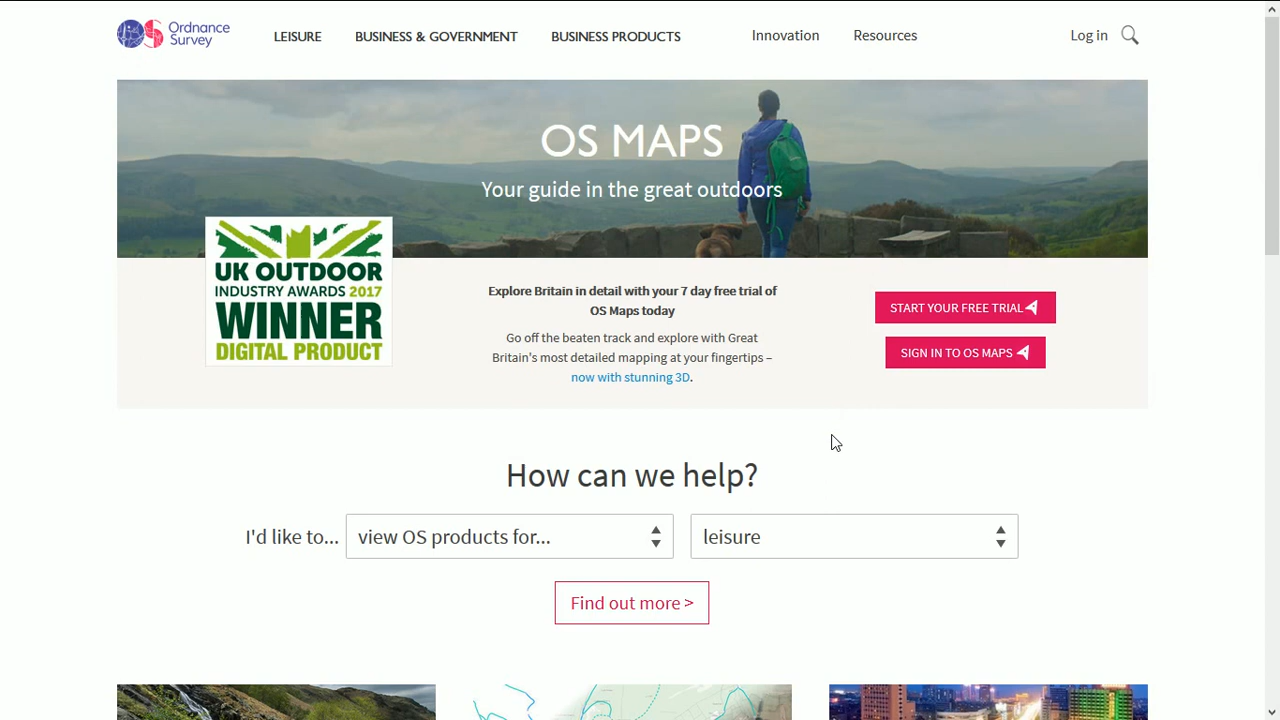 Ordnance
Survey
LEISURE
BUSINESS & GOVERNMENT
BUSINESS PRODUCTS
Innovation
Resources
Log in
OS MAPS
Your guide in the great outdoors
UK OUTDOOR
INDUSTRY AWARDS 2017
WINNER
DIGITAL PRODUCT
Explore Britain in detail with your 7 day free trial of
OS Maps today
Go off the beaten track and explore with Great
Britain's most detailed mapping at your fingertips –
now with stunning 3D.
START YOUR FREE TRIAL
SIGN IN TO OS MAPS
How can we help?
I'd like to...
view OS products for...
leisure
Find out more >